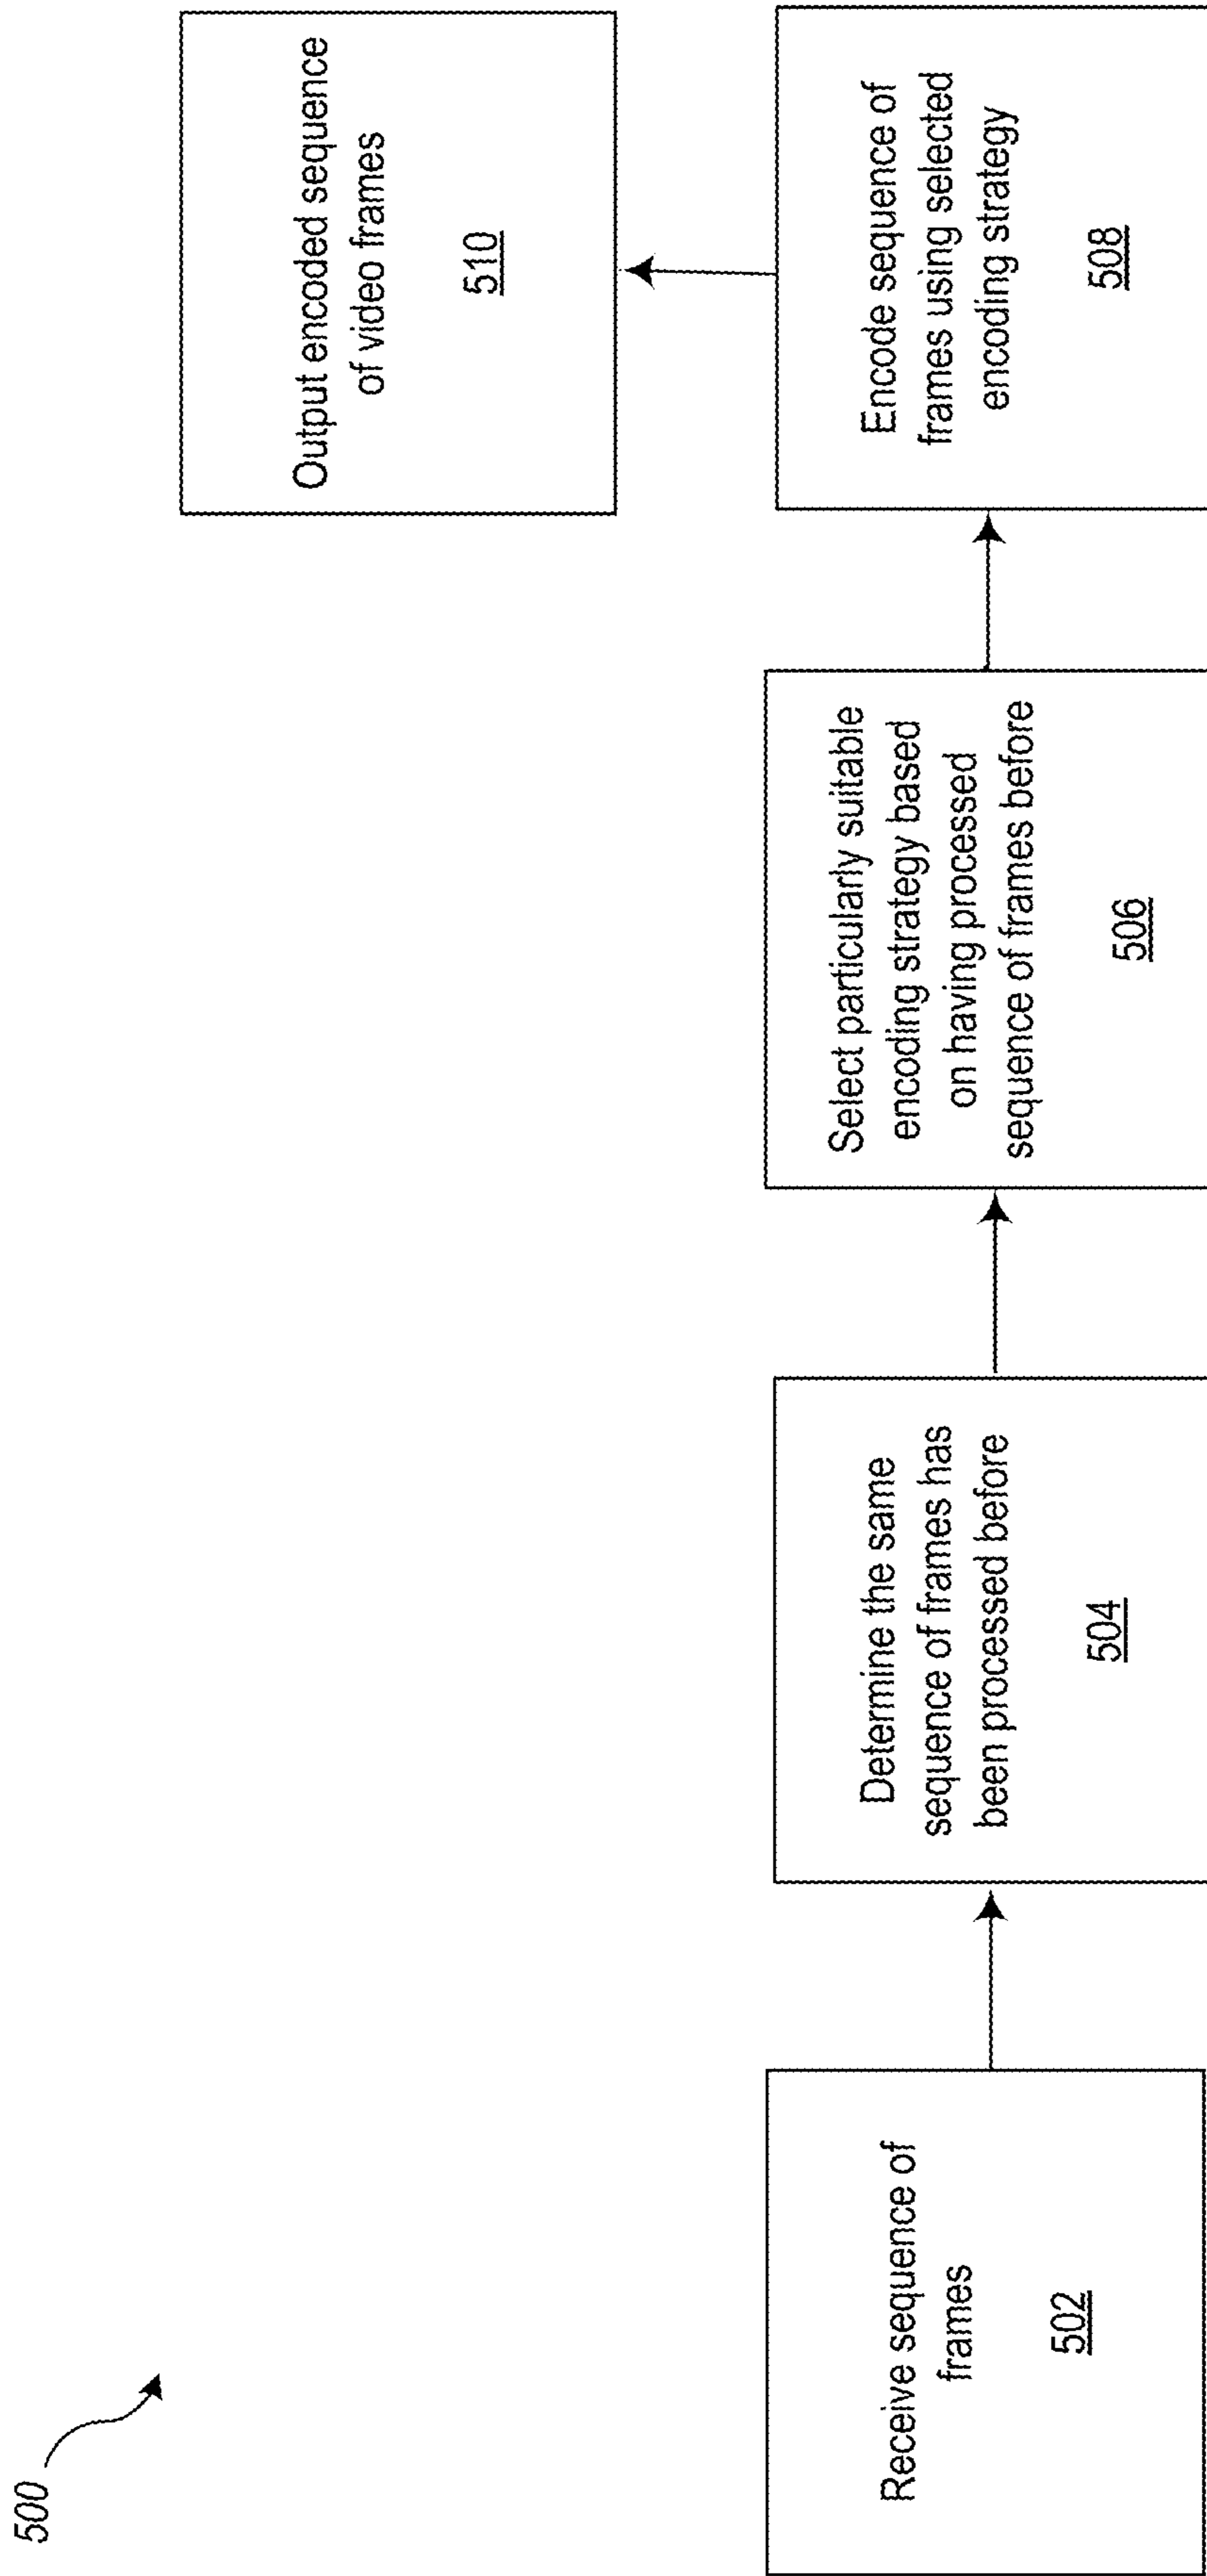 500
Receive sequence of
frames
502
Determine the same
sequence of frames has
been processed before
504
Select particularly suitable
encoding strategy based
on having processed
sequence of frames before
506
Encode sequence of
frames using selected
encoding strategy
508
Output encoded sequence
of video frames
510